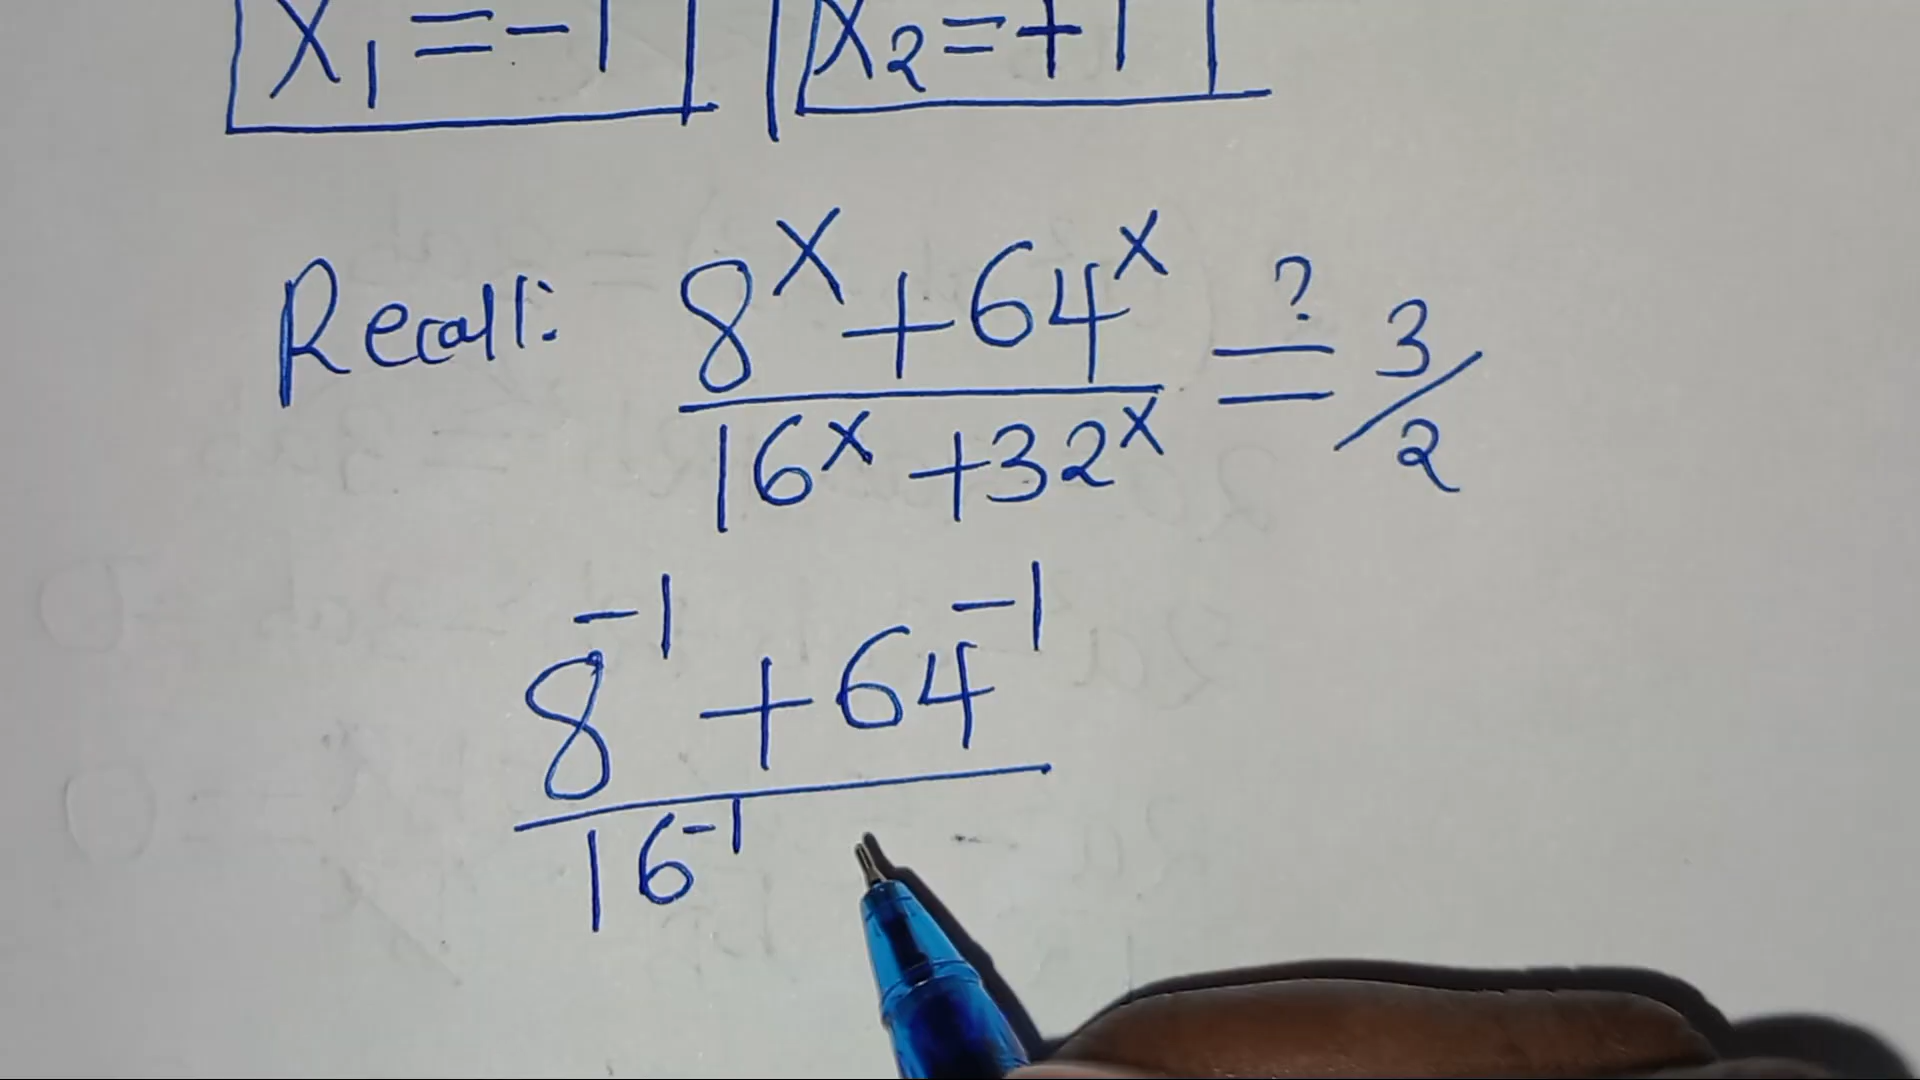 x₁ = -1 | x₂ = +1
Recall: (8^x + 64^x)/(16^x + 32^x) ≟ 3/2
8^-1 + 64^-1
16^-1